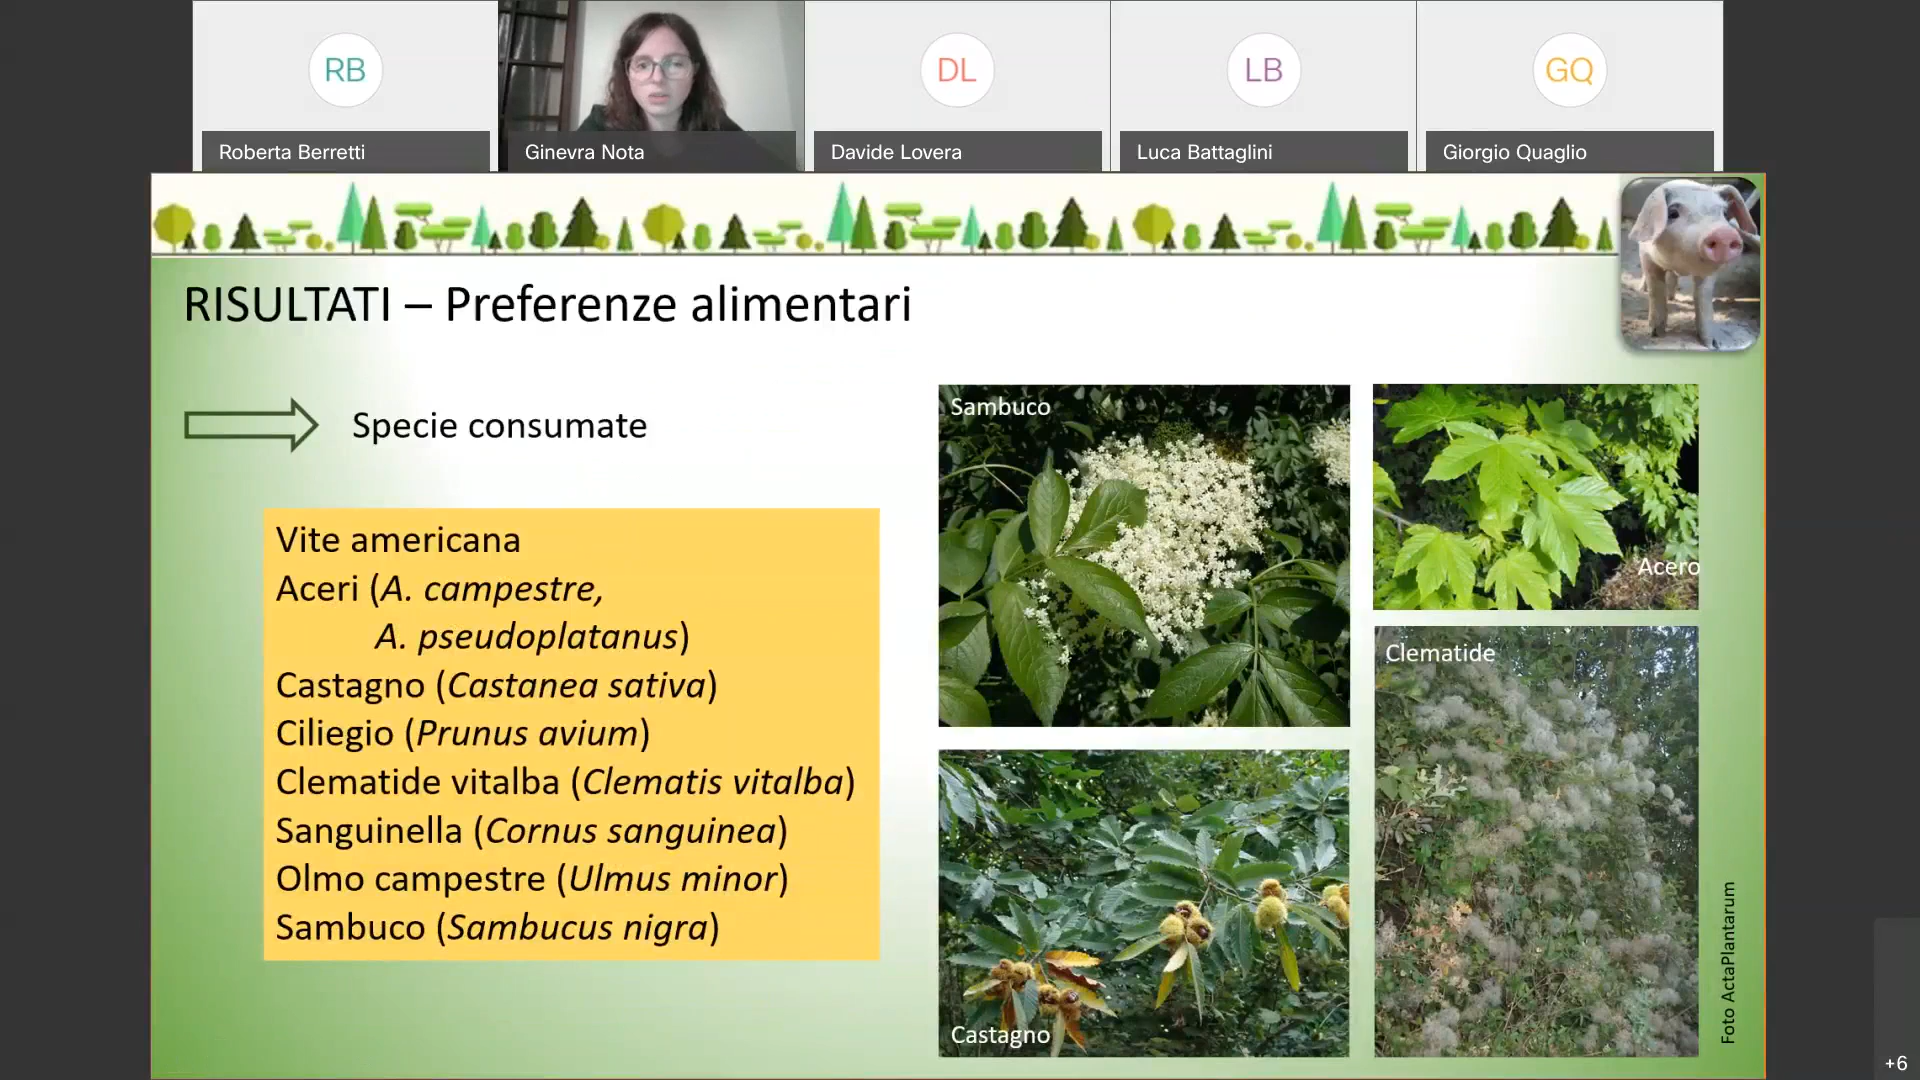 RB
DL
LB
GQ
Roberta Berretti
Ginevra Nota
Davide Lovera
Luca Battaglini
Giorgio Quaglio
RISULTATI – Preferenze alimentari
Specie consumate
Vite americana
Aceri (A. campestre,
A. pseudoplatanus)
Castagno (Castanea sativa)
Ciliegio (Prunus avium)
Clematide vitalba (Clematis vitalba)
Sanguinella (Cornus sanguinea)
Olmo campestre (Ulmus minor)
Sambuco (Sambucus nigra)
Sambuco
Acero
Clematide
Castagno
Foto ActaPlantarum
+6